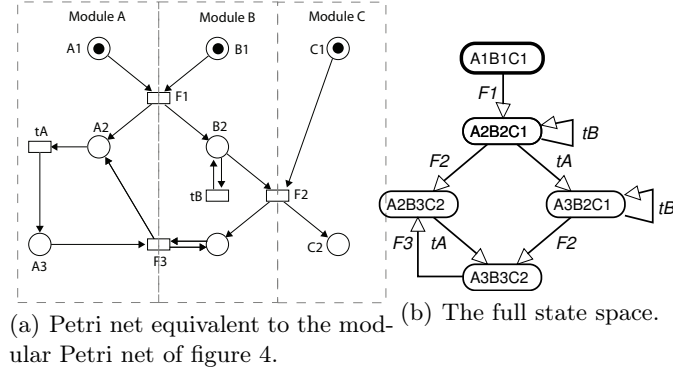 Module A Module B Module C
A1 B1 C1
F1
tA A2 B2
tB F2
A3 F3 C2
A1B1C1
F1
A2B2C1 tB
F2 tA
A2B3C2 A3B2C1 tB
F3 tA F2
A3B3C2
(a) Petri net equivalent to the mod-
ular Petri net of figure 4.
(b) The full state space.